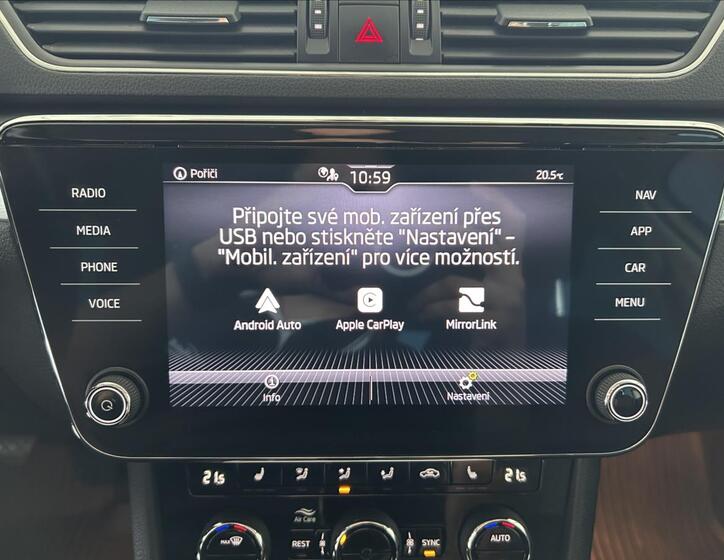 Poříčí
10:59
20.5°C
RADIO
MEDIA
PHONE
VOICE
NAV
APP
CAR
MENU
Připojte své mob. zařízení přes
USB nebo stiskněte "Nastavení" –
"Mobil. zařízení" pro více možností.
Android Auto
Apple CarPlay
MirrorLink
Info
Nastavení
Air Care
MAX
REST
SYNC
AUTO